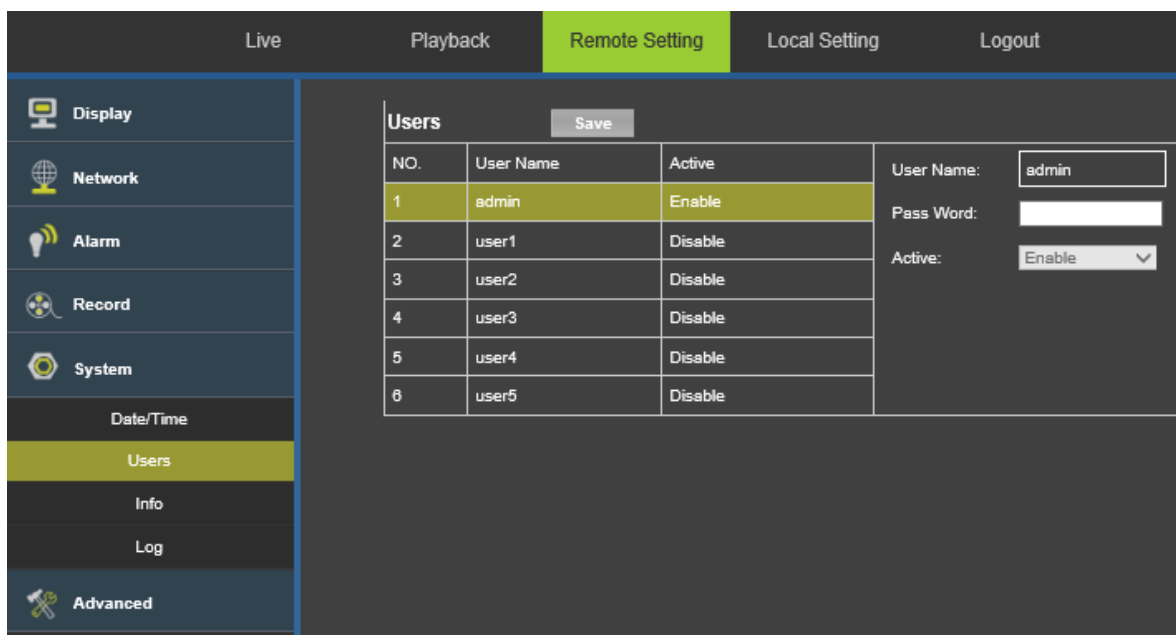 Live Playback Remote Setting Local Setting Logout
Display
Network
Alarm
Record
System
Date/Time
Users
Info
Log
Advanced
Users Save
NO. User Name Active
1 admin Enable
2 user1 Disable
3 user2 Disable
4 user3 Disable
5 user4 Disable
6 user5 Disable
User Name: admin
Pass Word:
Active: Enable